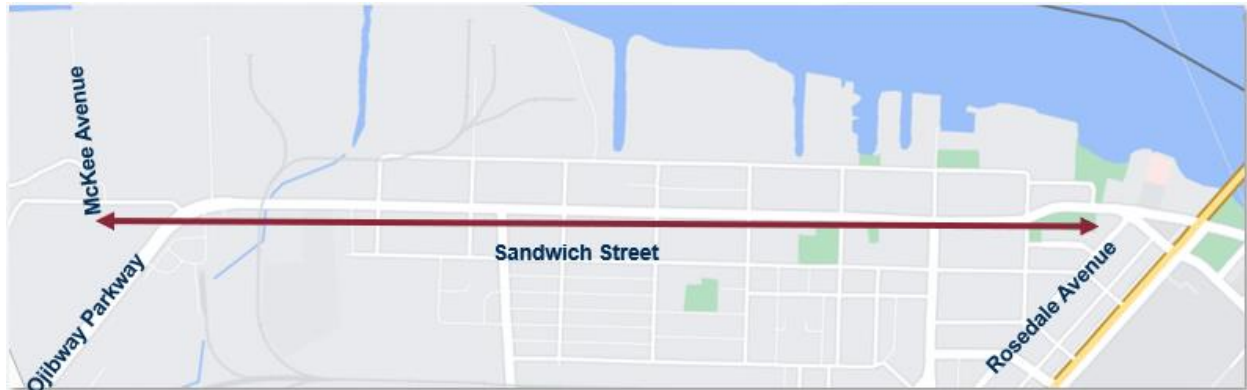 McKee Avenue
Sandwich Street
Ojibway Parkway
Rosedale Avenue